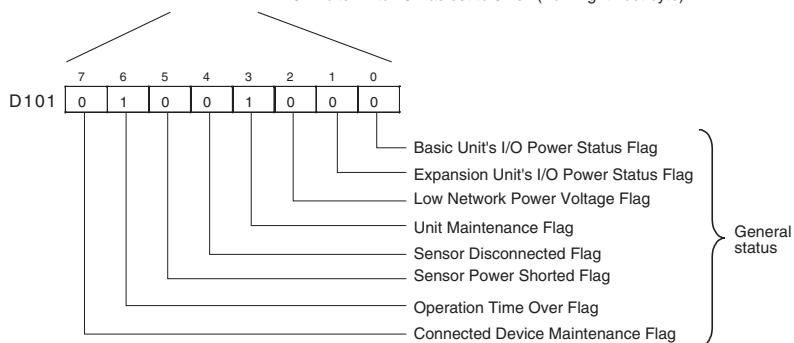 7 6 5 4 3 2 1 0
D101 0 1 0 0 1 0 0 0
Basic Unit's I/O Power Status Flag
Expansion Unit's I/O Power Status Flag
Low Network Power Voltage Flag
Unit Maintenance Flag
Sensor Disconnected Flag
Sensor Power Shorted Flag
Operation Time Over Flag
Connected Device Maintenance Flag
General
status